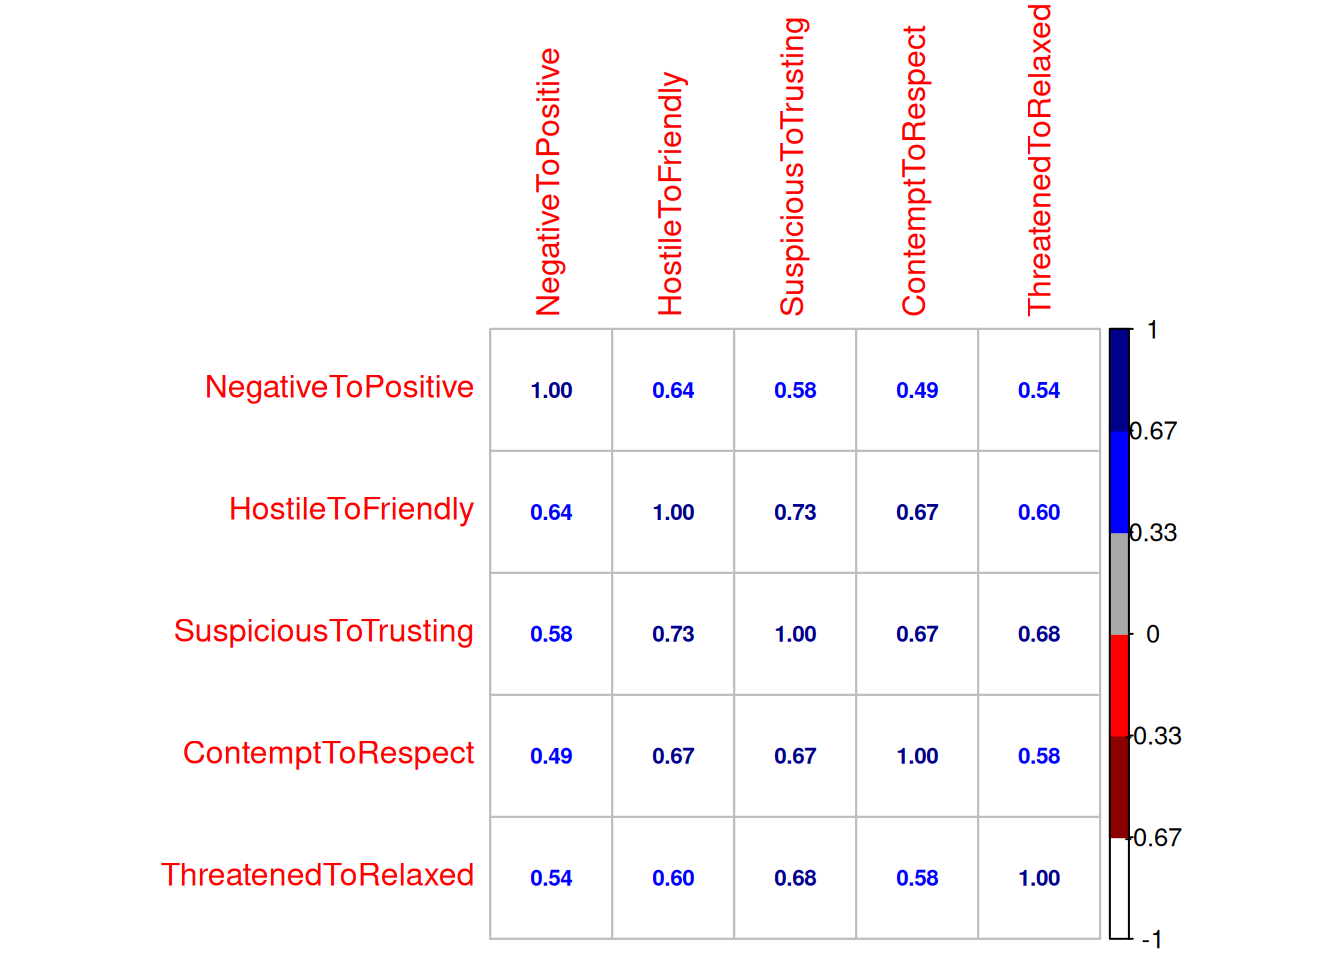 NegativeToPositive
HostileToFriendly
SuspiciousToTrusting
ContemptToRespect
ThreatenedToRelaxed
NegativeToPositive 1.00 0.64 0.58 0.49 0.54
HostileToFriendly 0.64 1.00 0.73 0.67 0.60
SuspiciousToTrusting 0.58 0.73 1.00 0.67 0.68
ContemptToRespect 0.49 0.67 0.67 1.00 0.58
ThreatenedToRelaxed 0.54 0.60 0.68 0.58 1.00
1
0.67
0.33
0
-0.33
-0.67
-1